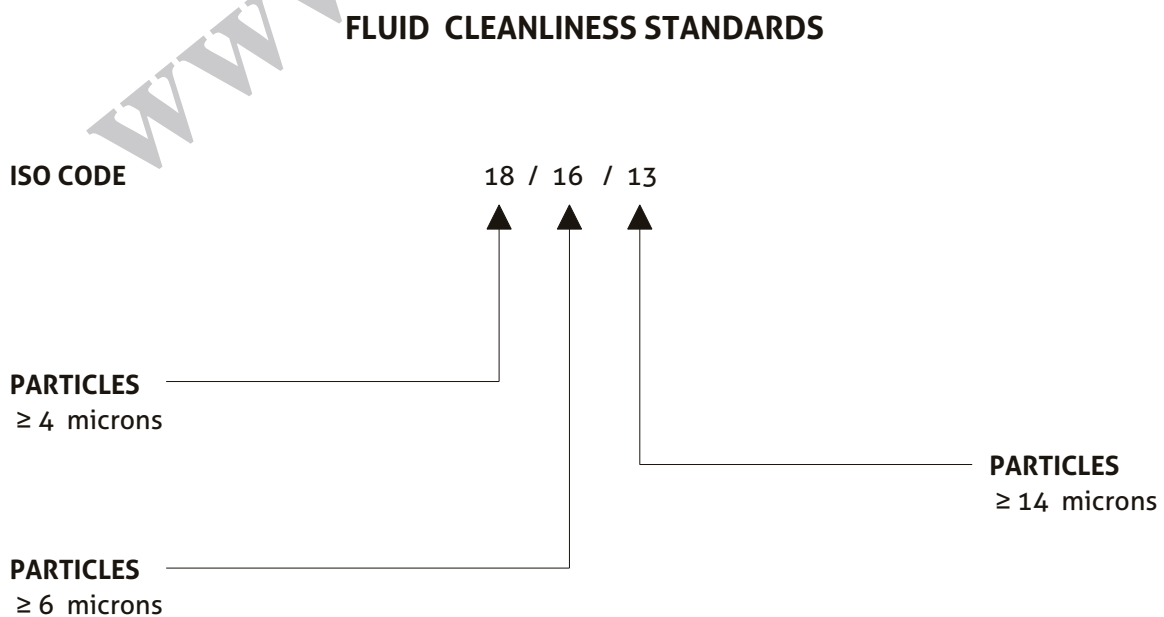 FLUID CLEANLINESS STANDARDS
ISO CODE 18 / 16 / 13
PARTICLES
≥ 4 microns
PARTICLES
≥ 14 microns
PARTICLES
≥ 6 microns